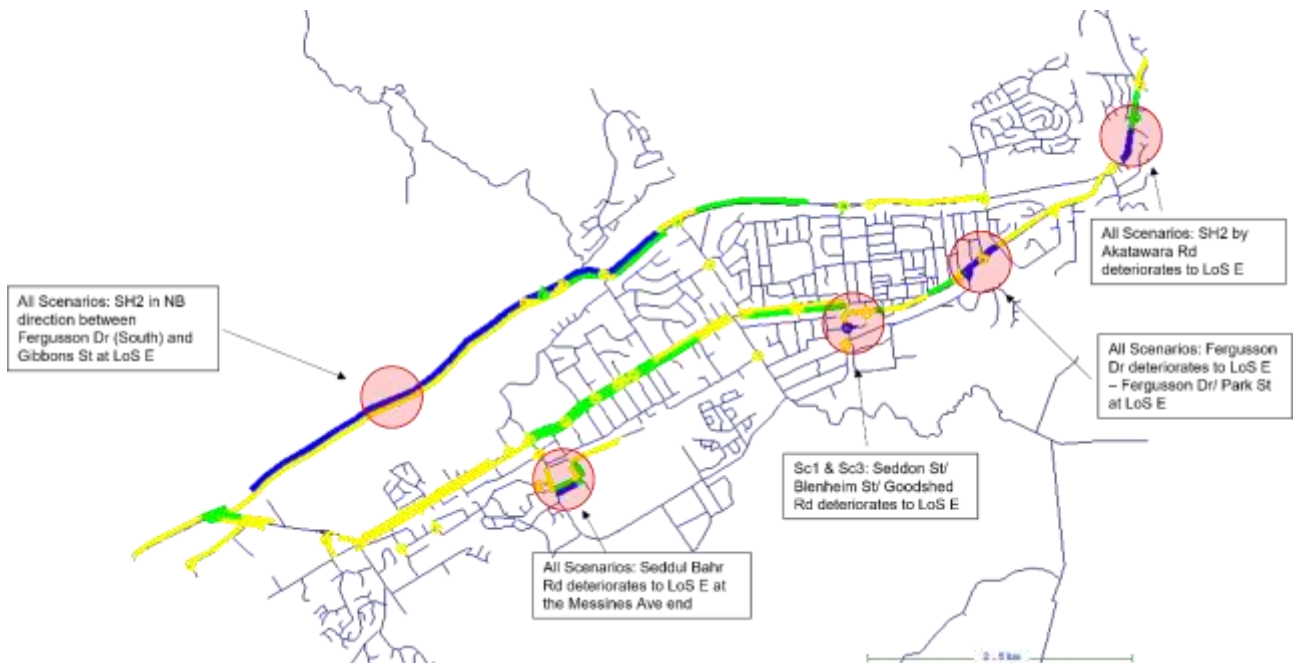 All Scenarios: SH2 by
Akatawara Rd
deteriorates to LoS E
All Scenarios: SH2 in NB
direction between
Fergusson Dr (South) and
Gibbons St at LoS E
All Scenarios: Fergusson
Dr deteriorates to LoS E
– Fergusson Dr/ Park St
at LoS E
Sc1 & Sc3: Seddon St/
Blenheim St/ Goodshed
Rd deteriorates to LoS E
All Scenarios: Seddul Bahr
Rd deteriorates to LoS E at
the Messines Ave end